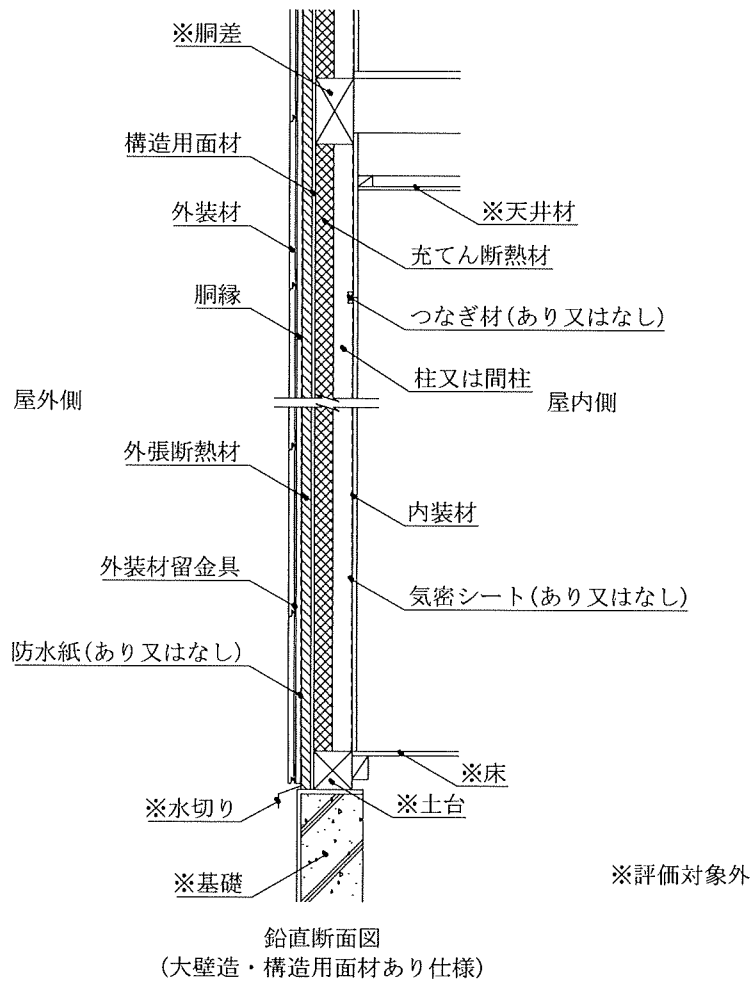 ※胴差
構造用面材
外装材
※天井材
充てん断熱材
胴縁
つなぎ材(あり又はなし)
柱又は間柱
屋外側
屋内側
外張断熱材
内装材
外装材留金具
気密シート(あり又はなし)
防水紙(あり又はなし)
※床
※水切り
※土台
※基礎
※評価対象外
鉛直断面図
(大壁造・構造用面材あり仕様)